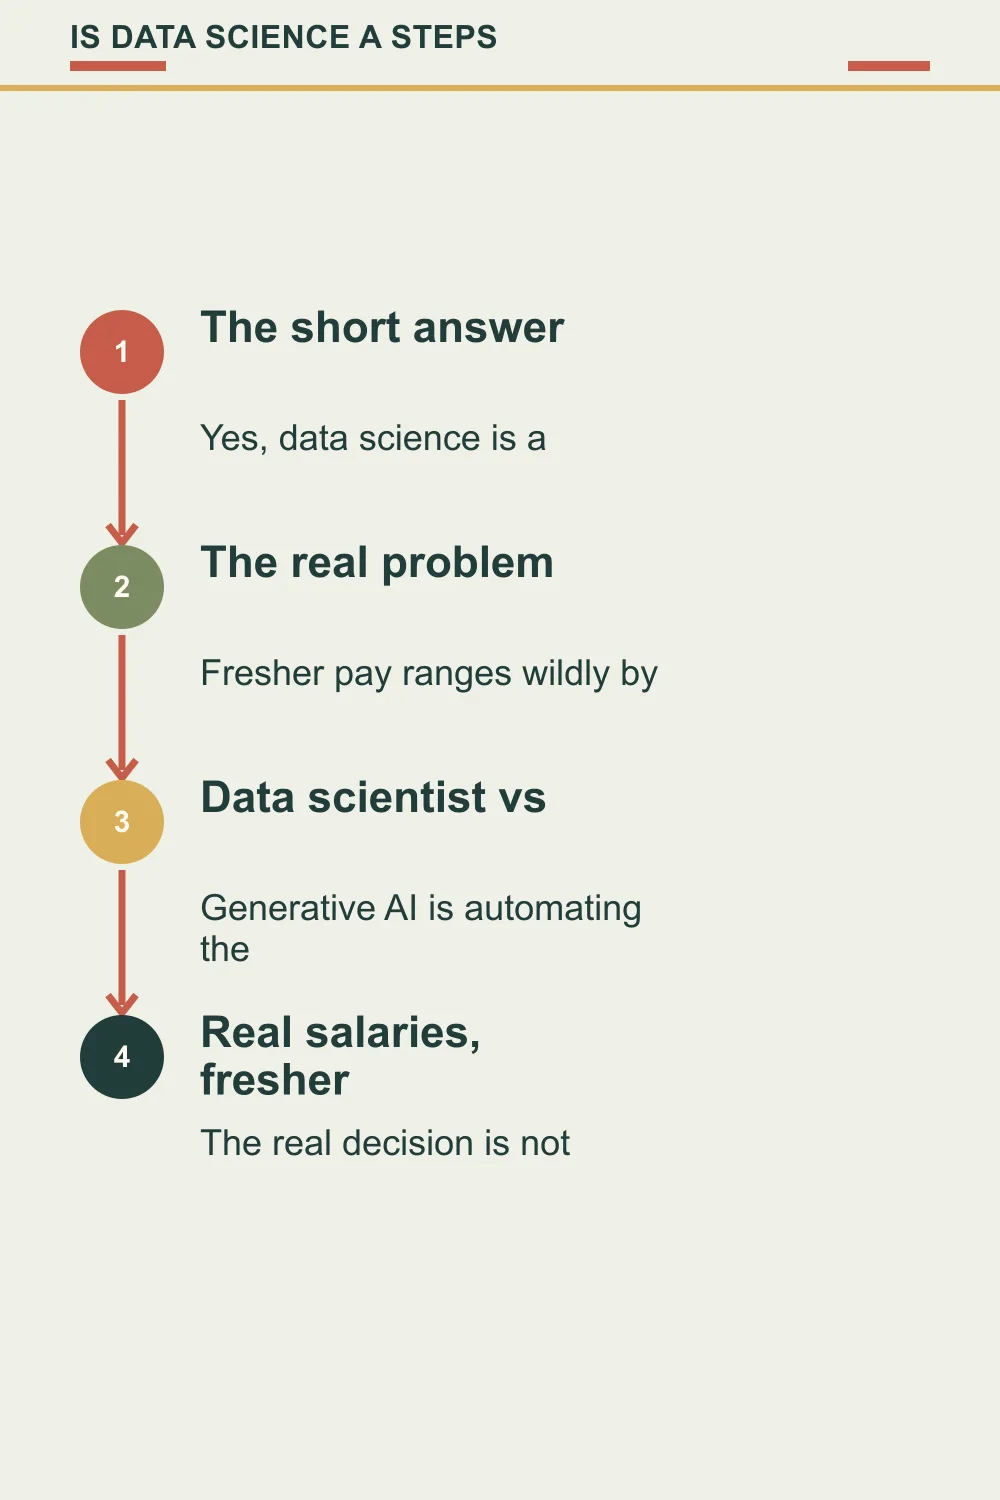 IS DATA SCIENCE A STEPS
1
The short answer
Yes, data science is a
2
The real problem
Fresher pay ranges wildly by
3
Data scientist vs
Generative AI is automating
the
4
Real salaries,
fresher
The real decision is not